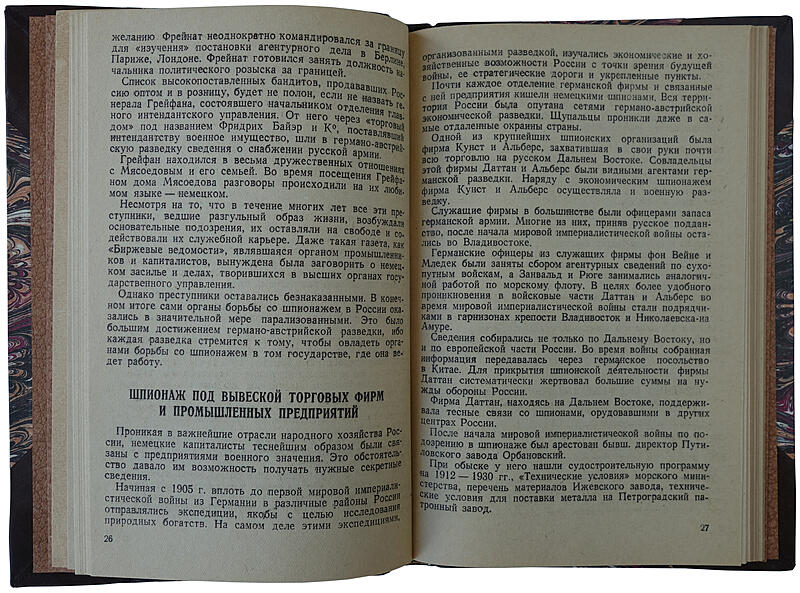 желанию Фрейнат неоднократно командировался за границу
для «изучения» постановки агентурного дела в Берлине,
Париже, Лондоне. Фрейнат готовился занять должность на-
чальника политического розыска за границей.
Список высокопоставленных бандитов, продававших Рос-
сию оптом и в розницу, будет не полон, если не назвать ге-
нерала Грейфана, состоявшего начальником отделения глав-
ного интендантского управления. От него через «торговый
дом» под названием Фридрих Байэр и К⁰, поставлявший
интендантству военное имущество, шли в германо-австрий-
скую разведку сведения о снабжении русской армии.
Грейфан находился в весьма дружественных отношениях
с Мясоедовым и его семьей. Во время посещения Грейфа-
ном дома Мясоедова разговоры происходили на их люби-
мом языке — немецком.
Несмотря на то, что в течение многих лет все эти пре-
ступники, ведшие разгульный образ жизни, возбуждали
основательные подозрения, их оставляли на свободе и со-
действовали их служебной карьере. Даже такая газета, как
«Биржевые ведомости», являвшаяся органом промышленни-
ков и капиталистов, вынуждена была заговорить о немец-
ком засилье и делах, творившихся в высших органах госу-
дарственного управления.
Однако преступники оставались безнаказанными. В конеч-
ном итоге сами органы борьбы со шпионажем в России ока-
зались в значительной мере парализованными. Это было
большим достижением германо-австрийской разведки, ибо
каждая разведка стремится к тому, чтобы овладеть орга-
нами борьбы со шпионажем в том государстве, где она ве-
дет работу.
ШПИОНАЖ ПОД ВЫВЕСКОЙ ТОРГОВЫХ ФИРМ
И ПРОМЫШЛЕННЫХ ПРЕДПРИЯТИЙ
Проникая в важнейшие отрасли народного хозяйства Рос-
сии, немецкие капиталисты теснейшим образом были свя-
заны с предприятиями военного значения. Это обстоятель-
ство давало им возможность получать нужные секретные
сведения.
Начиная с 1905 г. вплоть до первой мировой империали-
стической войны из Германии в различные районы России
отправлялись экспедиции, якобы с целью исследования
природных богатств. На самом деле этими экспедициями,
26
организованными разведкой, изучались экономические и хо-
зяйственные возможности России с точки зрения будущей
войны, ее стратегические дороги и укрепленные пункты.
Почти каждое отделение германской фирмы и связанные
с ней предприятия кишели немецкими шпионами. Вся терри-
тория России была опутана сетями германо-австрийской
экономической разведки. Щупальцы проникли даже в са-
мые отдаленные окраины страны.
Одной из крупнейших шпионских организаций была
фирма Кунст и Альберс, захватившая в свои руки почти
всю торговлю на русском Дальнем Востоке. Совладельцы
этой фирмы Даттан и Альберс были видными агентами гер-
манской разведки. Наряду с экономическим шпионажем
фирма Кунст и Альберс осуществляла и военную раз-
ведку.
Служащие фирмы в большинстве были офицерами запаса
германской армии. Многие из них, приняв русское поддан-
ство, после начала мировой империалистической войны оста-
лись во Владивостоке.
Германские офицеры из служащих фирмы фон Вейне и
Мледек были заняты сбором агентурных сведений по сухо-
путным войскам, а Занвальд и Рюге занимались аналогич-
ной работой по морскому флоту. В целях более удобного
проникновения в войсковые части Даттан и Альберс во
время мировой империалистической войны стали подрядчи-
ками в гарнизонах крепости Владивосток и Николаевска-на
Амуре.
Сведения собирались не только по Дальнему Востоку, но
и по европейской части России. Во время войны собранная
информация передавалась через германское посольство
в Китае. Для прикрытия шпионской деятельности фирмы
Даттан систематически жертвовал большие суммы на ну-
жды обороны России.
Фирма Даттан, находясь на Дальнем Востоке, поддержи-
вала тесные связи со шпионами, орудовавшими в других
центрах России.
После начала мировой империалистической войны по по-
дозрению в шпионаже был арестован бывш. директор Пути-
ловского завода Орбановский.
При обыске у него нашли судостроительную программу
на 1912 — 1930 гг., «Технические условия» морского мини-
стерства, перечень материалов Ижевского завода, техниче-
ские условия для поставки металла на Петроградский па-
тронный завод.
27